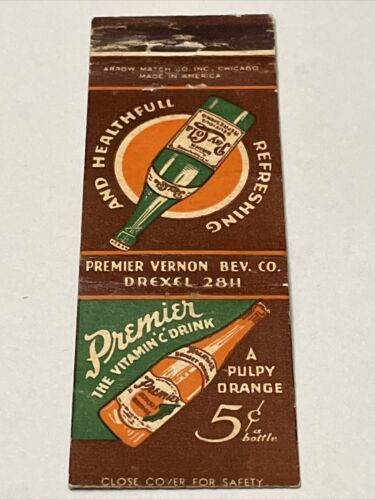 ARROW MATCH CO. INC., CHICAGO
MADE IN AMERICA
REFRESHING
AND HEALTHFULL
PREMIER VERNON BEV. CO.
DREXEL 2811
Premier
THE VITAMIN "C" DRINK
Premier
A
PULPY
ORANGE
5¢
a bottle
CLOSE COVER FOR SAFETY